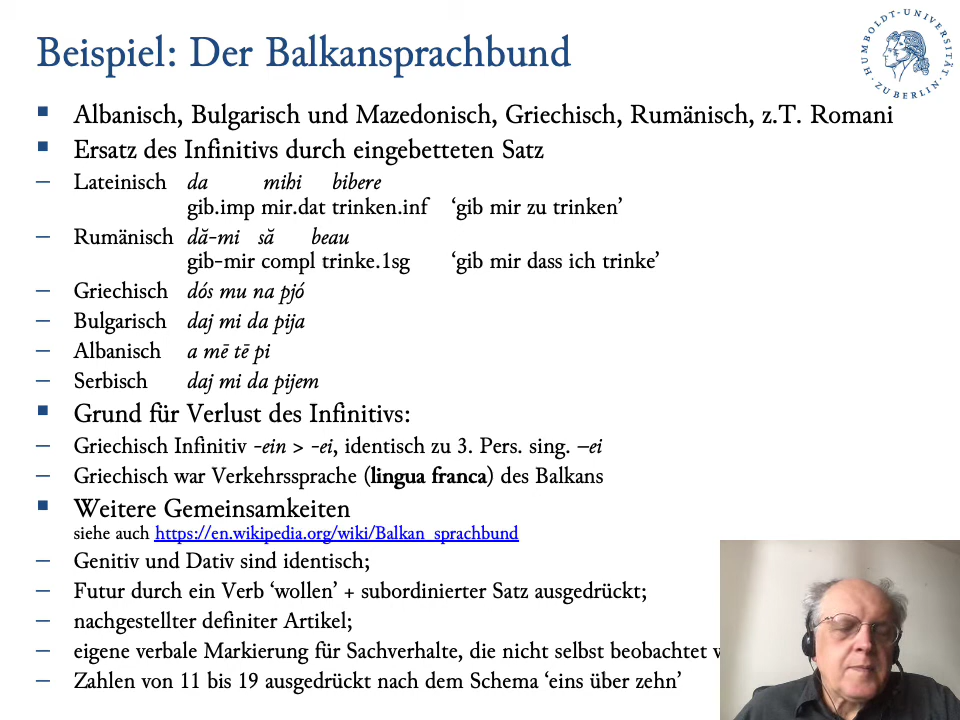 Beispiel: Der Balkansprachbund
HUMBOLDT-UNIVERSITÄT ZU BERLIN
Albanisch, Bulgarisch und Mazedonisch, Griechisch, Rumänisch, z.T. Romani
Ersatz des Infinitivs durch eingebetteten Satz
– Lateinisch da mihi bibere
gib.imp mir.dat trinken.inf ‘gib mir zu trinken’
– Rumänisch dă-mi să beau
gib-mir compl trinke.1sg ‘gib mir dass ich trinke’
– Griechisch dós mu na pjó
– Bulgarisch daj mi da pija
– Albanisch a mē tē pi
– Serbisch daj mi da pijem
Grund für Verlust des Infinitivs:
– Griechisch Infinitiv -ein > -ei, identisch zu 3. Pers. sing. –ei
– Griechisch war Verkehrssprache (lingua franca) des Balkans
Weitere Gemeinsamkeiten
siehe auch https://en.wikipedia.org/wiki/Balkan_sprachbund
– Genitiv und Dativ sind identisch;
– Futur durch ein Verb ‘wollen’ + subordinierter Satz ausgedrückt;
– nachgestellter definiter Artikel;
– eigene verbale Markierung für Sachverhalte, die nicht selbst beobachtet
– Zahlen von 11 bis 19 ausgedrückt nach dem Schema ‘eins über zehn’